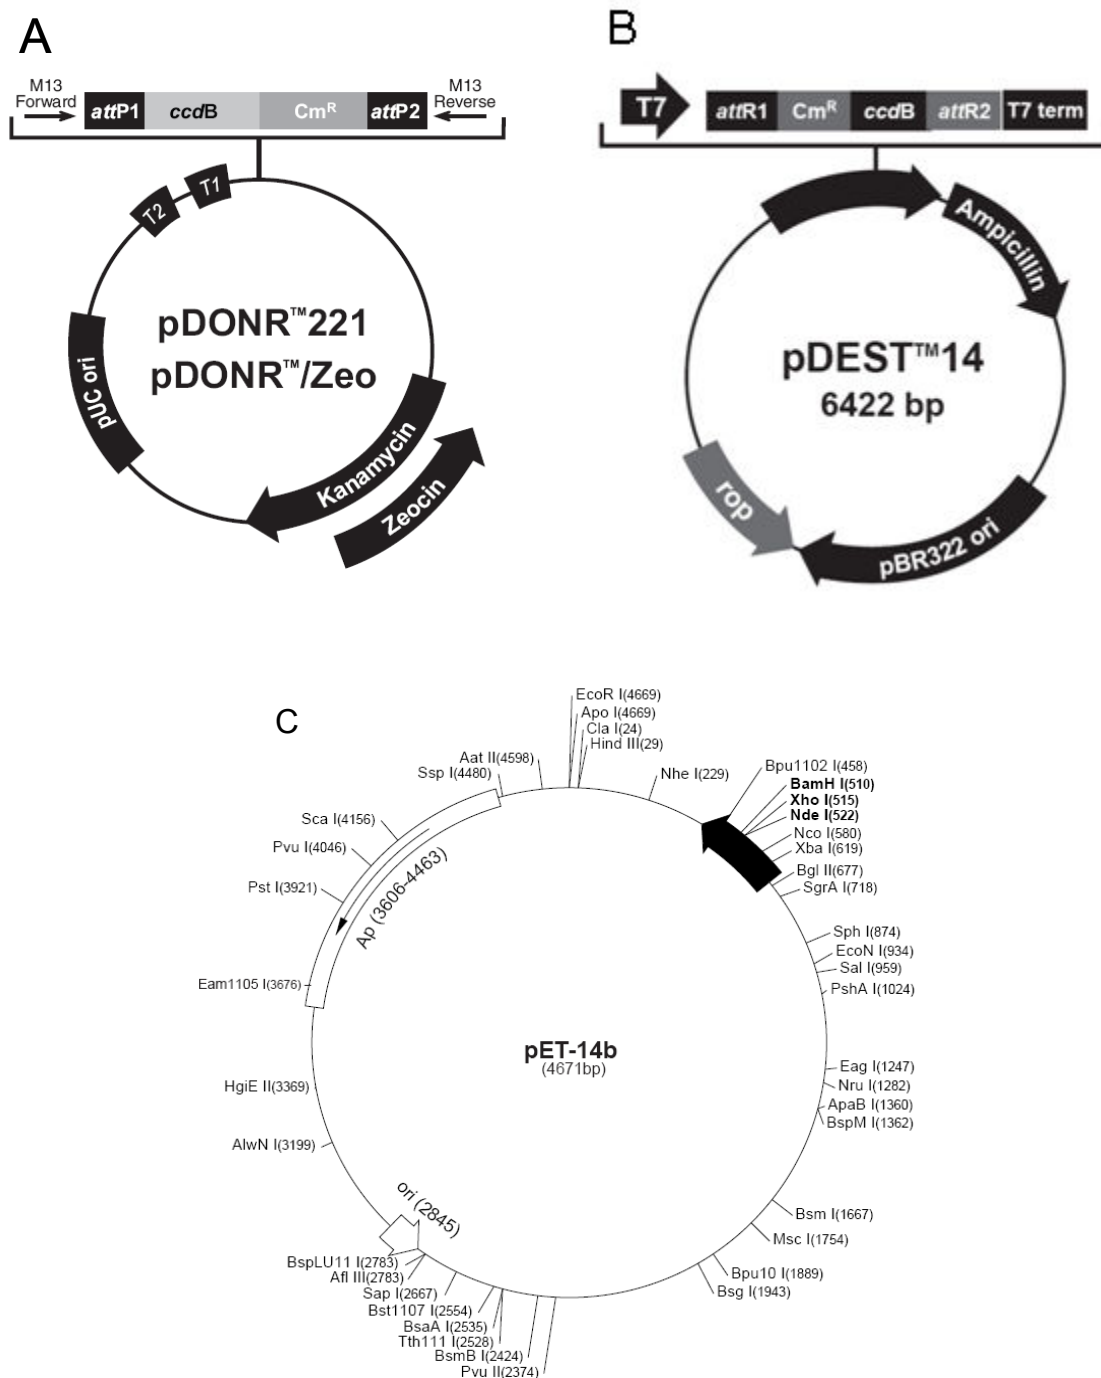 A
M13
Forward
attP1
ccdB
CmR
attP2
M13
Reverse
T2
T1
pDONR™221
pDONR™/Zeo
pUC ori
Kanamycin
Zeocin
B
T7
attR1
CmR
ccdB
attR2
T7 term
Ampicillin
pDEST™14
6422 bp
rop
pBR322 ori
C
EcoR I(4669)
Apo I(4669)
Cla I(24)
Hind III(29)
Aat II(4598)
Ssp I(4480)
Nhe I(229)
Bpu1102 I(458)
BamH I(510)
Xho I(515)
Nde I(522)
Nco I(580)
Xba I(619)
Bgl II(677)
SgrA I(718)
Sca I(4156)
Pvu I(4046)
Pst I(3921)
Ap (3606-4463)
Sph I(874)
EcoN I(934)
Sal I(959)
PshA I(1024)
Eam1105 I(3676)
pET-14b
(4671bp)
Eag I(1247)
Nru I(1282)
ApaB I(1360)
BspM I(1362)
HgiE II(3369)
AlwN I(3199)
ori (2845)
Bsm I(1667)
Msc I(1754)
Bpu10 I(1889)
Bsg I(1943)
BspLU11 I(2783)
Afl III(2783)
Sap I(2667)
Bst1107 I(2554)
BsaA I(2535)
Tth111 I(2528)
BsmB I(2424)
Pvu II(2374)